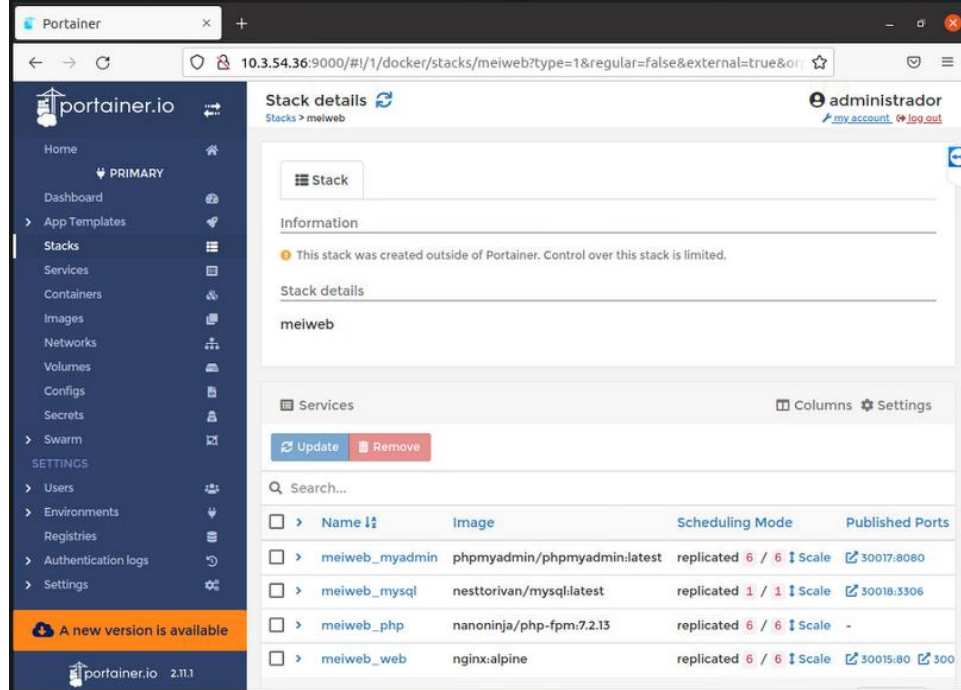 Portainer
10.3.54.36:9000/#!/1/docker/stacks/meiweb?type=1&regular=false&external=true&or
portainer.io
Home
PRIMARY
Dashboard
App Templates
Stacks
Services
Containers
Images
Networks
Volumes
Configs
Secrets
Swarm
SETTINGS
Users
Environments
Registries
Authentication logs
Settings
A new version is available
portainer.io 2.11.1
Stack details
Stacks > meiweb
administrador
my account log out
Stack
Information
This stack was created outside of Portainer. Control over this stack is limited.
Stack details
meiweb
Services
Columns Settings
Update Remove
Search...
Name Image Scheduling Mode Published Ports
meiweb_myadmin phpmyadmin/phpmyadmin:latest replicated 6 / 6 Scale 30017:8080
meiweb_mysql nesttorivan/mysql:latest replicated 1 / 1 Scale 30018:3306
meiweb_php nanoninja/php-fpm:7.2.13 replicated 6 / 6 Scale -
meiweb_web nginx:alpine replicated 6 / 6 Scale 30015:80 300